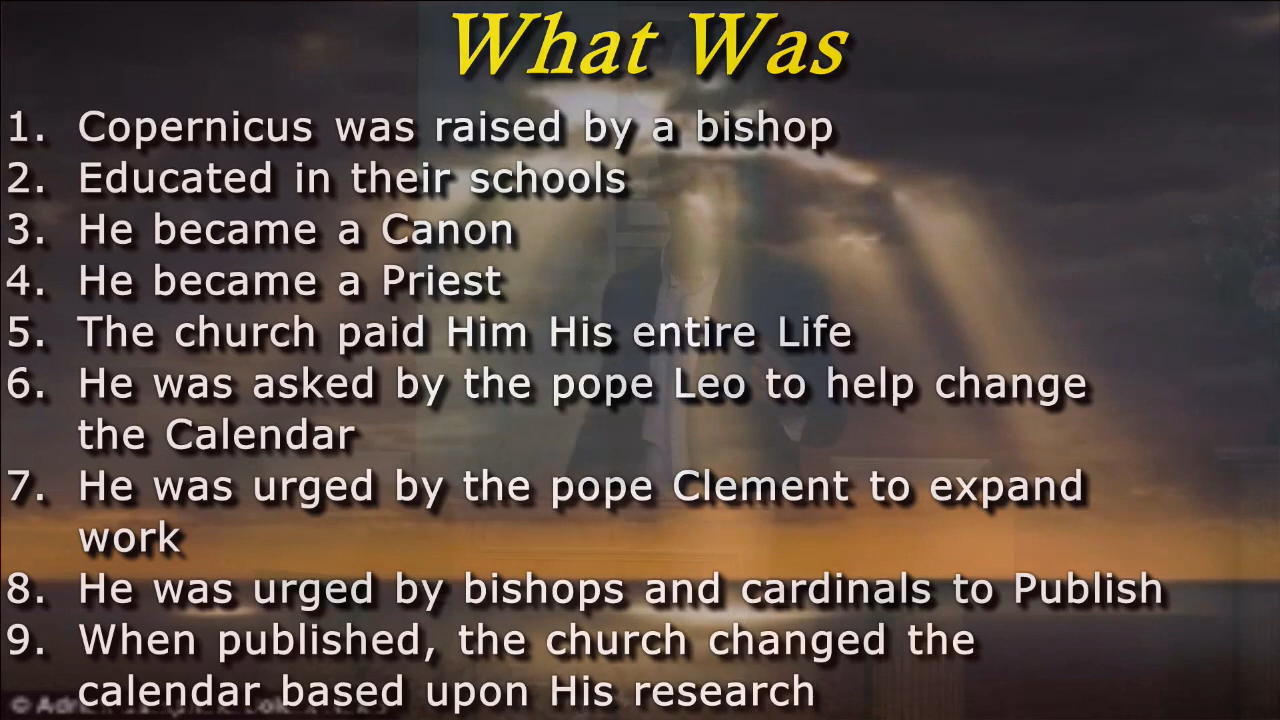 What Was
1. Copernicus was raised by a bishop
2. Educated in their schools
3. He became a Canon
4. He became a Priest
5. The church paid Him His entire Life
6. He was asked by the pope Leo to help change
the Calendar
7. He was urged by the pope Clement to expand
work
8. He was urged by bishops and cardinals to Publish
9. When published, the church changed the
calendar based upon His research